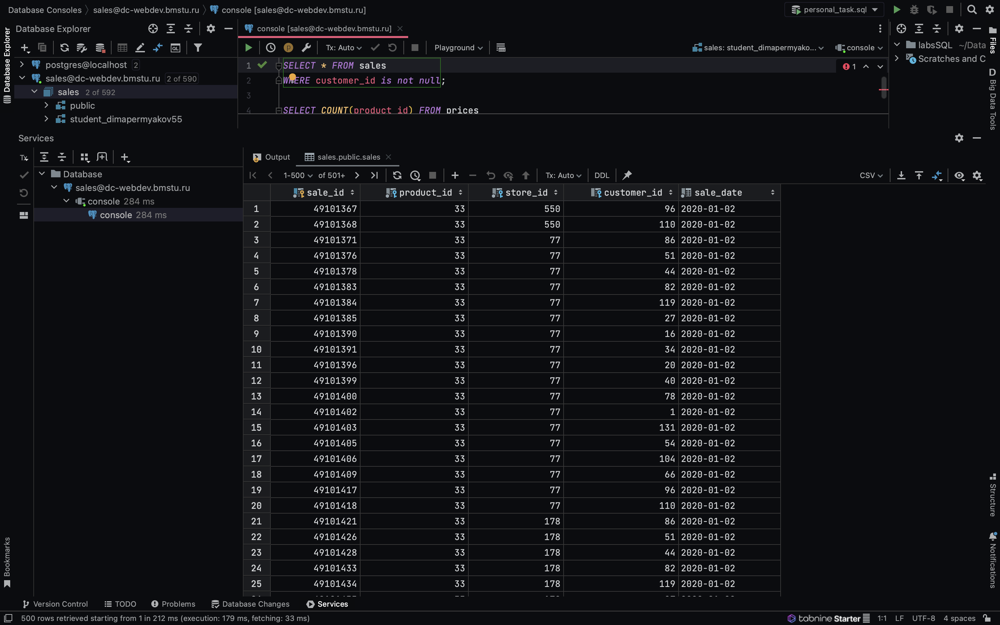 Database Consoles sales@dc-webdev.bmstu.ru console [sales@dc-webdev.bmstu.ru] personal_task.sql
Database Explorer console [sales@dc-webdev.bmstu.ru]
Tx: Auto Playground sales: student_dimapermyako... console
labsSQL ~/Data
Scratches and C
postgres@localhost 2
sales@dc-webdev.bmstu.ru 2 of 590
sales 2 of 592
public
student_dimapermyakov55
1 SELECT * FROM sales
2 WHERE customer_id is not null;
3
4 SELECT COUNT(product_id) FROM prices
1
Database Explorer
Files
D Big Data Tools
Services
Tx
Output sales.public.sales
Database
sales@dc-webdev.bmstu.ru
console 284 ms
console 284 ms
1-500 of 501+ Tx: Auto DDL CSV
sale_id product_id store_id customer_id sale_date
1 49101367 33 550 96 2020-01-02
2 49101368 33 550 110 2020-01-02
3 49101371 33 77 86 2020-01-02
4 49101376 33 77 51 2020-01-02
5 49101378 33 77 44 2020-01-02
6 49101383 33 77 82 2020-01-02
7 49101384 33 77 119 2020-01-02
8 49101385 33 77 27 2020-01-02
9 49101390 33 77 16 2020-01-02
10 49101391 33 77 34 2020-01-02
11 49101396 33 77 20 2020-01-02
12 49101399 33 77 40 2020-01-02
13 49101400 33 77 78 2020-01-02
14 49101402 33 77 1 2020-01-02
15 49101403 33 77 131 2020-01-02
16 49101405 33 77 54 2020-01-02
17 49101406 33 77 104 2020-01-02
18 49101409 33 77 66 2020-01-02
19 49101417 33 77 96 2020-01-02
20 49101418 33 77 110 2020-01-02
21 49101421 33 178 86 2020-01-02
22 49101426 33 178 51 2020-01-02
23 49101428 33 178 44 2020-01-02
24 49101433 33 178 82 2020-01-02
25 49101434 33 178 119 2020-01-02
Bookmarks
Structure
Notifications
Version Control TODO Problems Database Changes Services
500 rows retrieved starting from 1 in 212 ms (execution: 179 ms, fetching: 33 ms) tabnine Starter 1:1 LF UTF-8 4 spaces